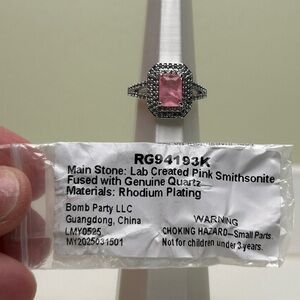 RG94193K
Main Stone: Lab Created Pink Smithsonite
Fused with Genuine Quartz
Materials: Rhodium Plating
Bomb Party LLC
Guangdong, China
LMY0525
MY2025031501
WARNING
CHOKING HAZARD-Small Parts.
Not for children under 3 years.